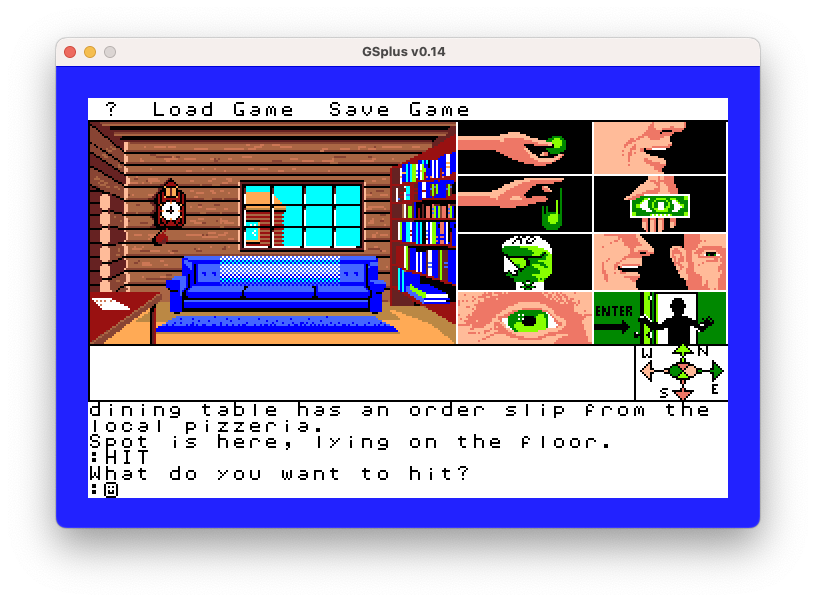 GSplus v0.14
? Load Game Save Game
ENTER
W N
S E
dining table has an order slip from the
local pizzeria.
Spot is here, lying on the floor.
:HIT
What do you want to hit?
: